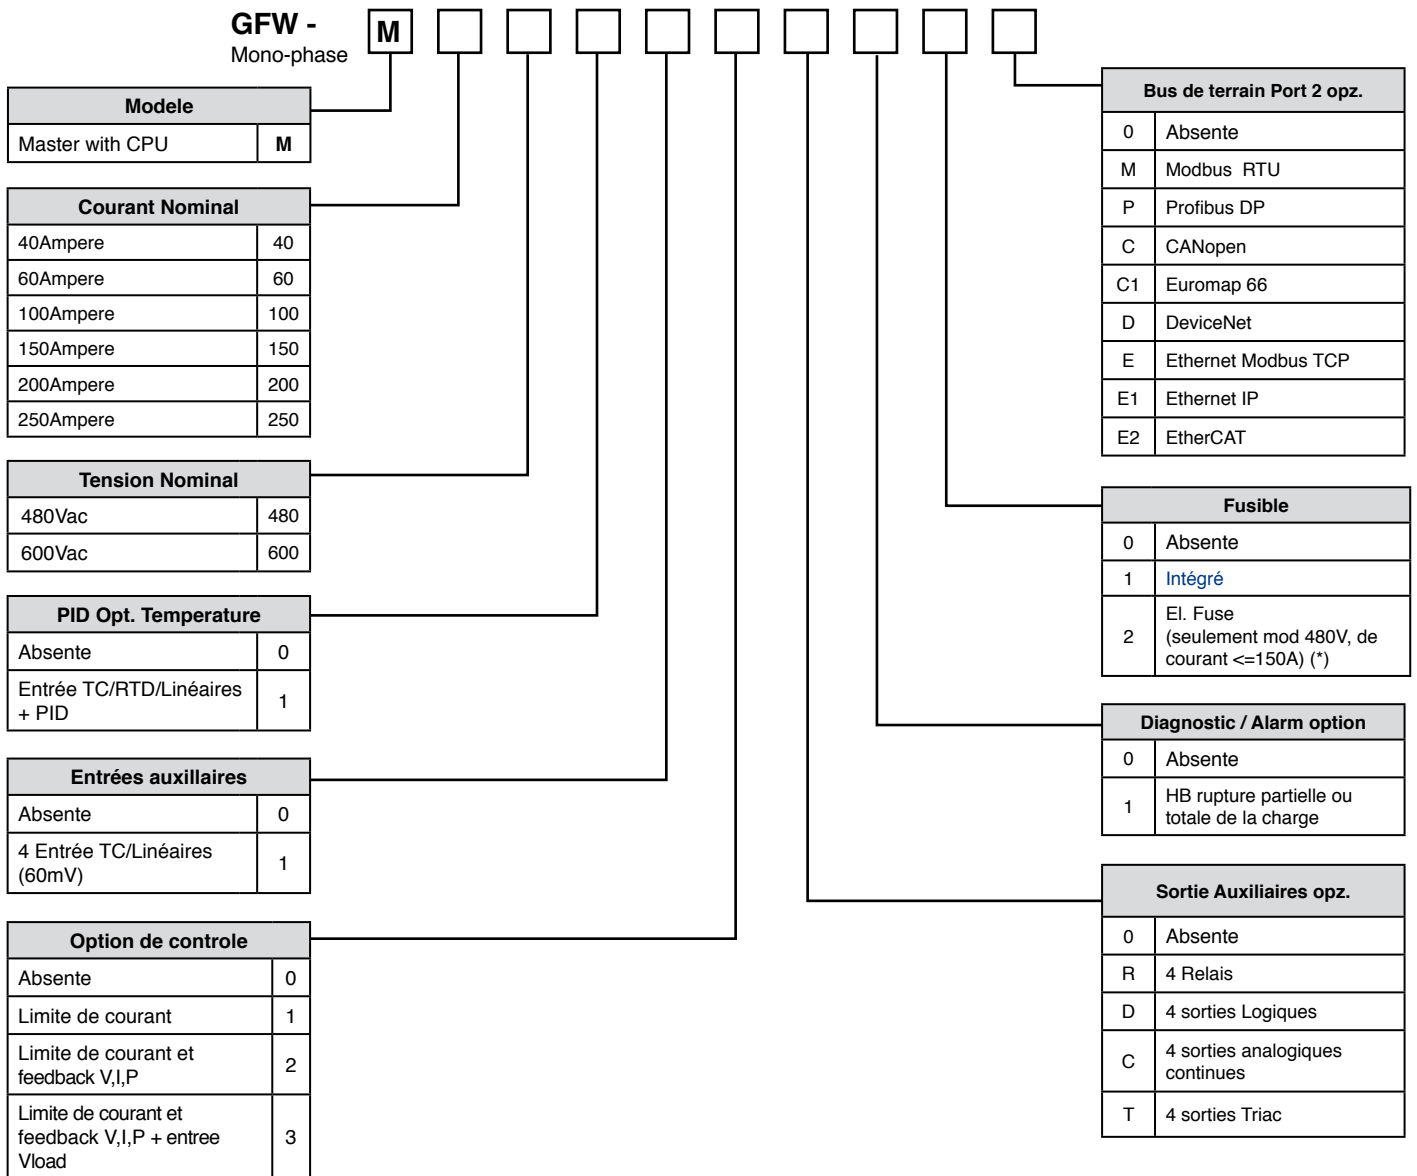 GFW -
Mono-phase
M
Modele
Master with CPU M
Courant Nominal
40Ampere 40
60Ampere 60
100Ampere 100
150Ampere 150
200Ampere 200
250Ampere 250
Tension Nominal
480Vac 480
600Vac 600
PID Opt. Temperature
Absente 0
Entrée TC/RTD/Linéaires
+ PID
1
Entrées auxillaires
Absente 0
4 Entrée TC/Linéaires
(60mV)
1
Option de controle
Absente 0
Limite de courant 1
Limite de courant et
feedback V,I,P
2
Limite de courant et
feedback V,I,P + entree
Vload
3
Bus de terrain Port 2 opz.
0 Absente
M Modbus RTU
P Profibus DP
C CANopen
C1 Euromap 66
D DeviceNet
E Ethernet Modbus TCP
E1 Ethernet IP
E2 EtherCAT
Fusible
0 Absente
1 Intégré
2
El. Fuse
(seulement mod 480V, de
courant <=150A) (*)
Diagnostic / Alarm option
0 Absente
1
HB rupture partielle ou
totale de la charge
Sortie Auxiliaires opz.
0 Absente
R 4 Relais
D 4 sorties Logiques
C
4 sorties analogiques
continues
T 4 sorties Triac